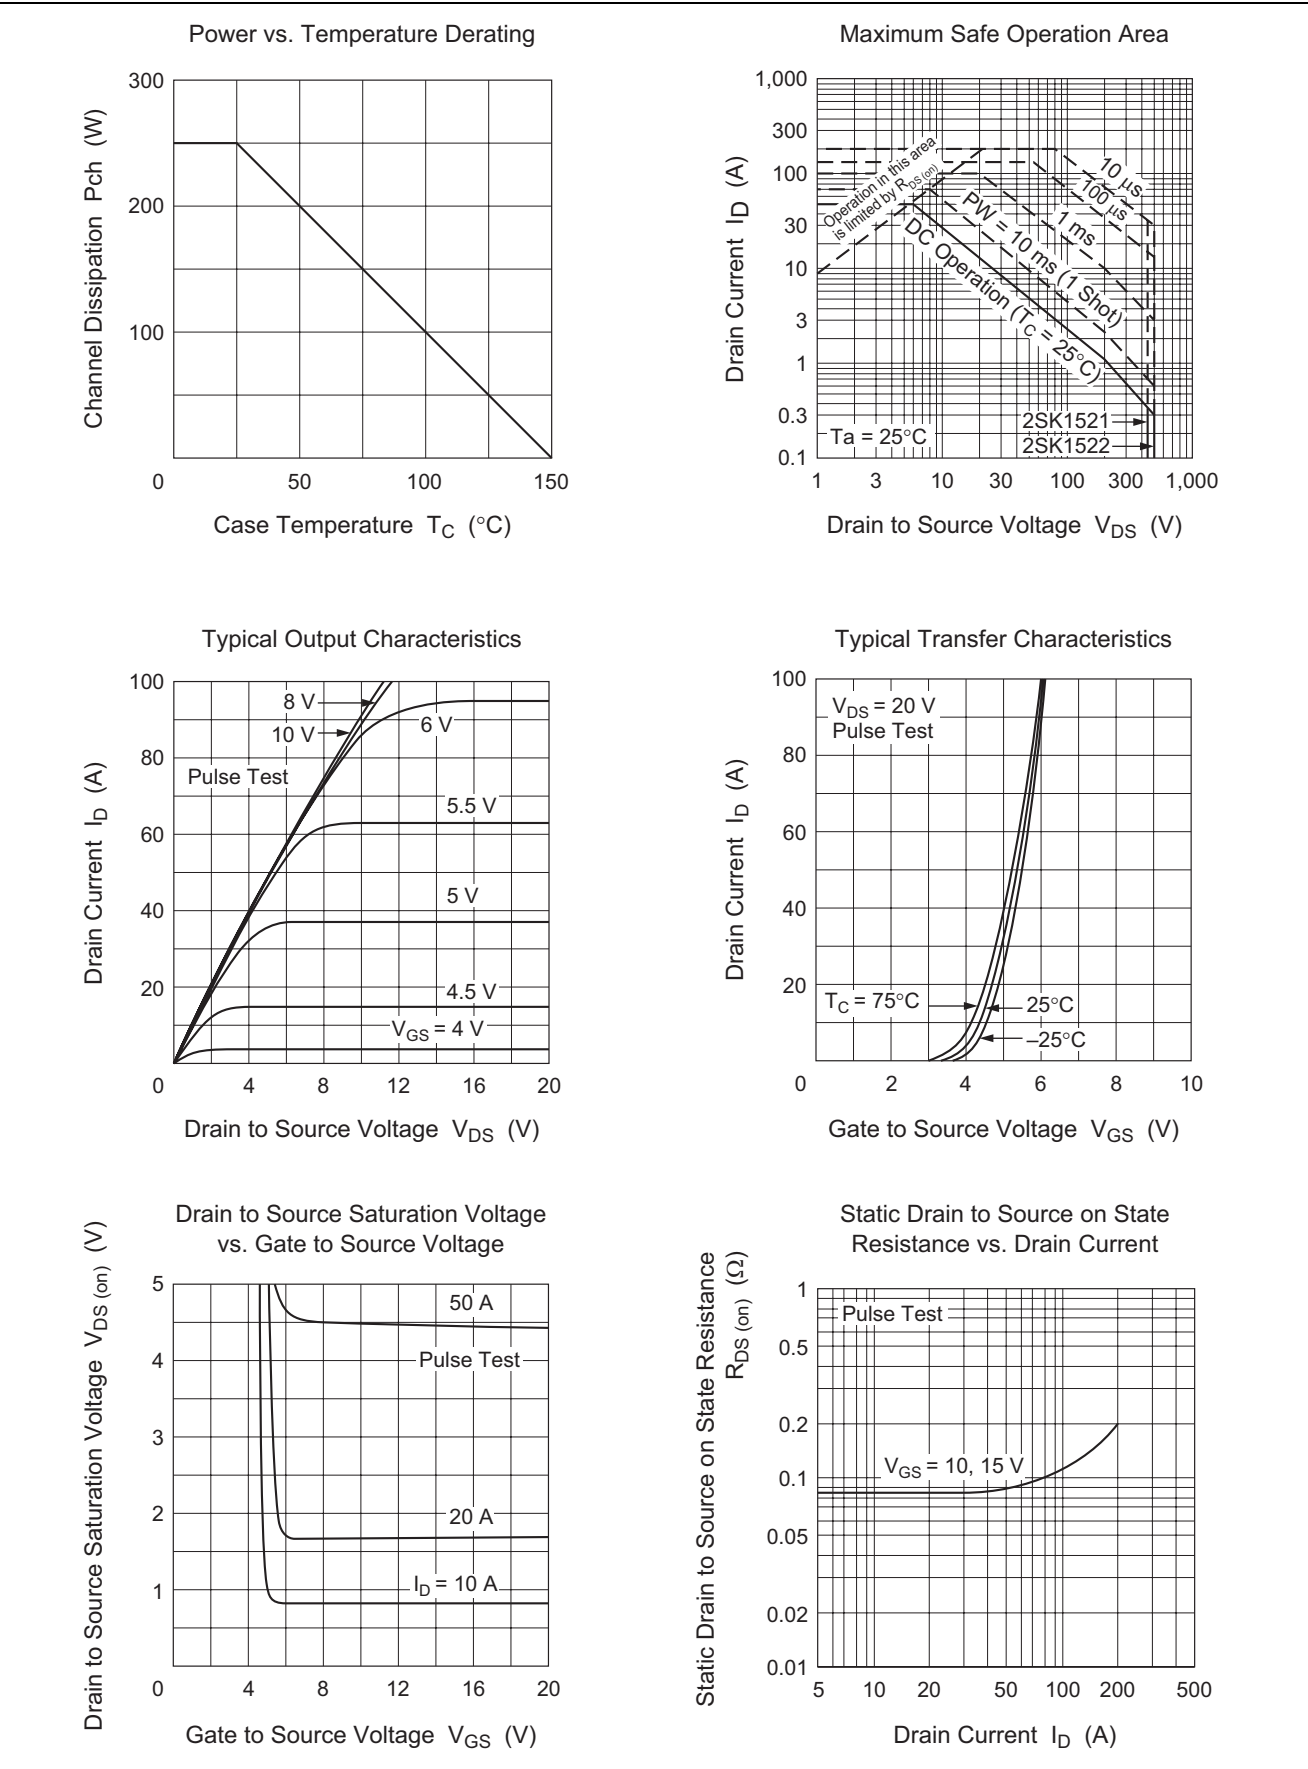 Power vs. Temperature Derating
Channel Dissipation Pch (W)
300
200
100
0
50
100
150
Case Temperature TC (°C)
Maximum Safe Operation Area
Drain Current ID (A)
1,000
300
100
30
10
3
1
0.3
0.1
Operation in this area
is limited by RDS (on)
10 μs
100 μs
1 ms
PW = 10 ms (1 Shot)
DC Operation (TC = 25°C)
Ta = 25°C
2SK1521
2SK1522
1
3
10
30
100
300
1,000
Drain to Source Voltage VDS (V)
Typical Output Characteristics
Drain Current ID (A)
100
80
60
40
20
0
8 V
10 V
6 V
Pulse Test
5.5 V
5 V
4.5 V
VGS = 4 V
4
8
12
16
20
Drain to Source Voltage VDS (V)
Typical Transfer Characteristics
Drain Current ID (A)
100
80
60
40
20
0
VDS = 20 V
Pulse Test
TC = 75°C
25°C
–25°C
2
4
6
8
10
Gate to Source Voltage VGS (V)
Drain to Source Saturation Voltage
vs. Gate to Source Voltage
Drain to Source Saturation Voltage VDS (on) (V)
5
4
3
2
1
0
50 A
Pulse Test
20 A
ID = 10 A
4
8
12
16
20
Gate to Source Voltage VGS (V)
Static Drain to Source on State
Resistance vs. Drain Current
Static Drain to Source on State Resistance
RDS (on) (Ω)
1
0.5
0.2
0.1
0.05
0.02
0.01
Pulse Test
VGS = 10, 15 V
5
10
20
50
100
200
500
Drain Current ID (A)